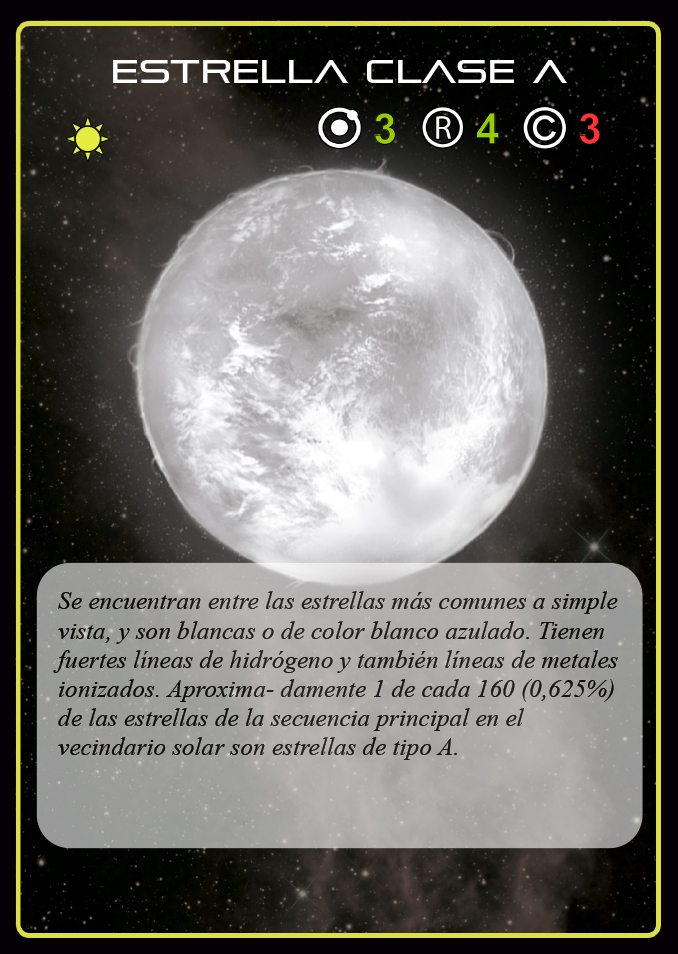 ESTRELLA CLASE A
3 R 4 C 3
Se encuentran entre las estrellas más comunes a simple
vista, y son blancas o de color blanco azulado. Tienen
fuertes líneas de hidrógeno y también líneas de metales
ionizados. Aproxima- damente 1 de cada 160 (0,625%)
de las estrellas de la secuencia principal en el
vecindario solar son estrellas de tipo A.